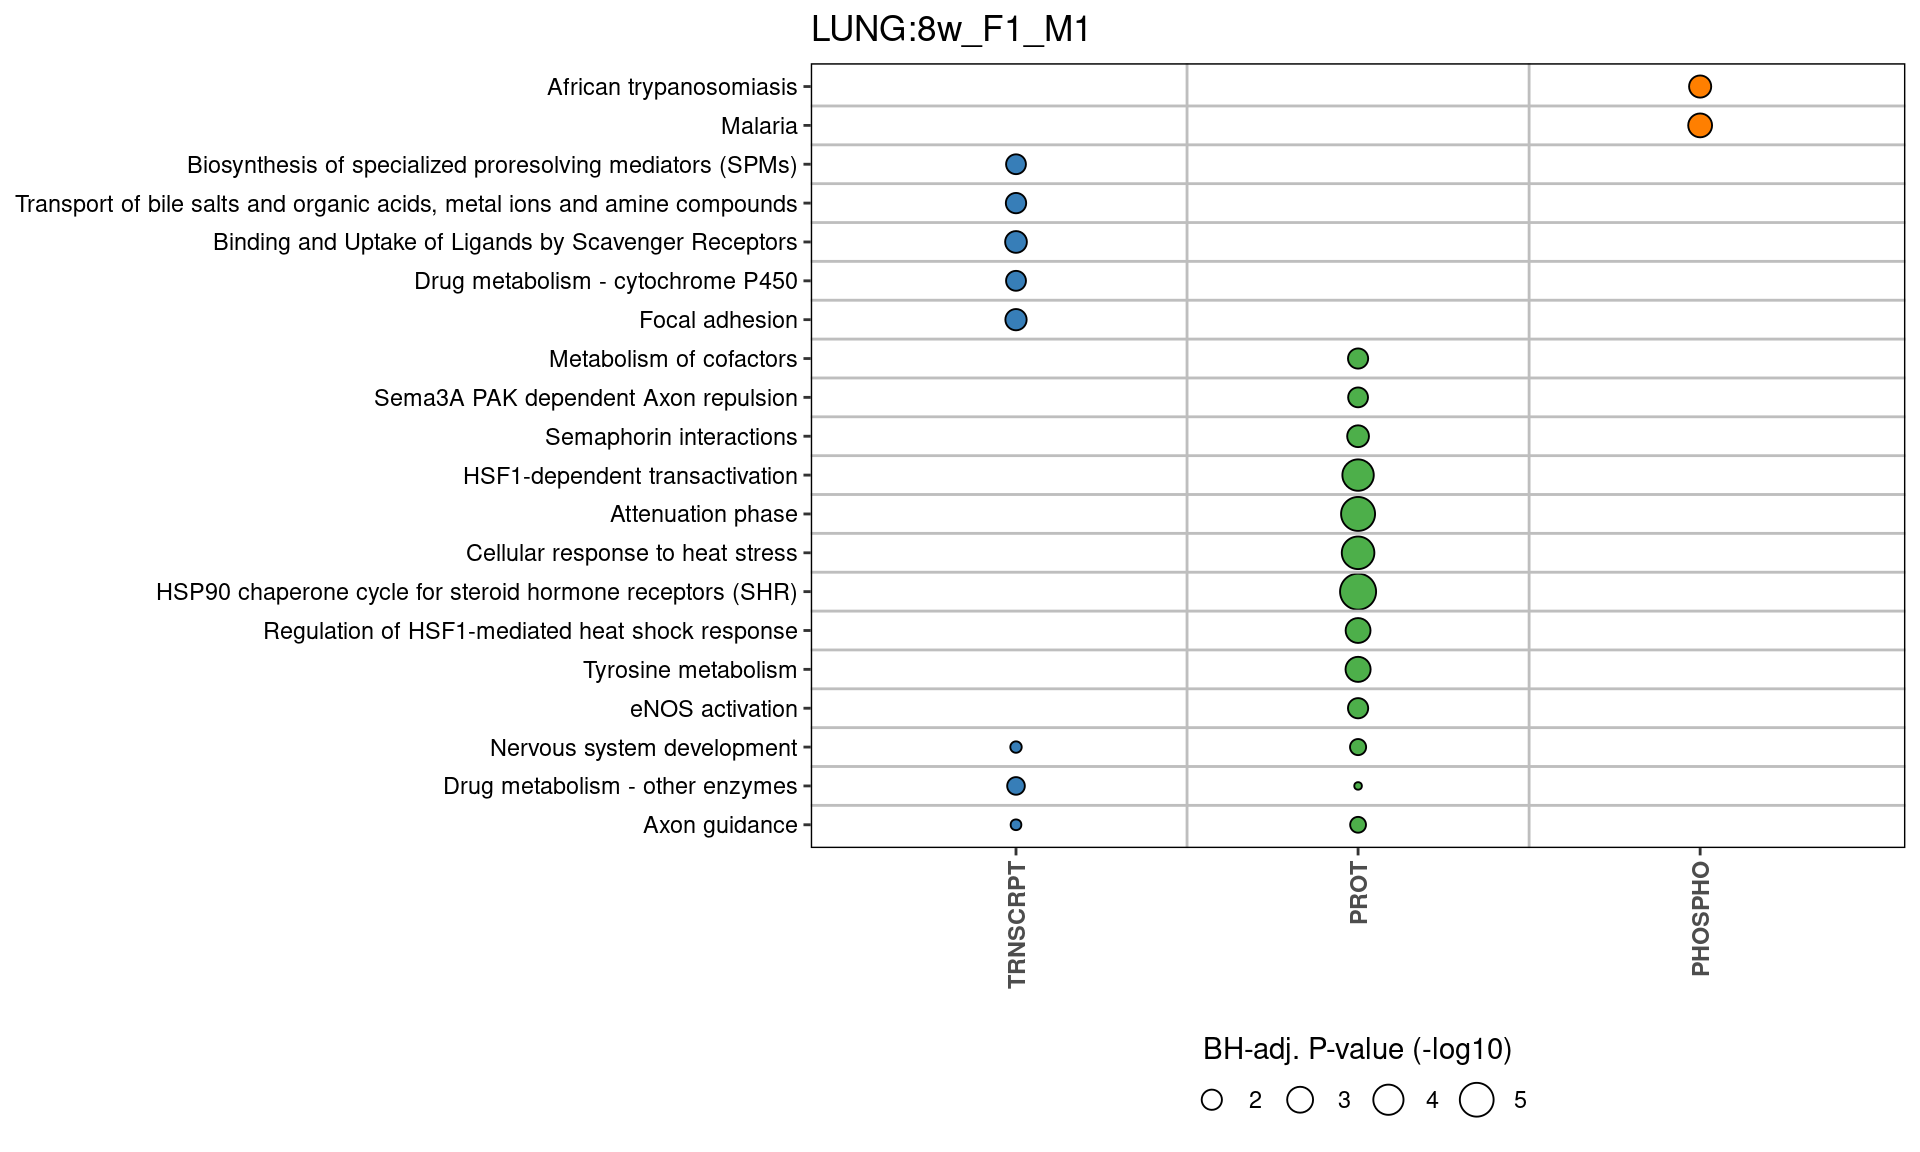 LUNG:8w_F1_M1
African trypanosomiasis
Malaria
Biosynthesis of specialized proresolving mediators (SPMs)
Transport of bile salts and organic acids, metal ions and amine compounds
Binding and Uptake of Ligands by Scavenger Receptors
Drug metabolism - cytochrome P450
Focal adhesion
Metabolism of cofactors
Sema3A PAK dependent Axon repulsion
Semaphorin interactions
HSF1-dependent transactivation
Attenuation phase
Cellular response to heat stress
HSP90 chaperone cycle for steroid hormone receptors (SHR)
Regulation of HSF1-mediated heat shock response
Tyrosine metabolism
eNOS activation
Nervous system development
Drug metabolism - other enzymes
Axon guidance
TRNSCRPT
PROT
PHOSPHO
BH-adj. P-value (-log10)
2 3 4 5